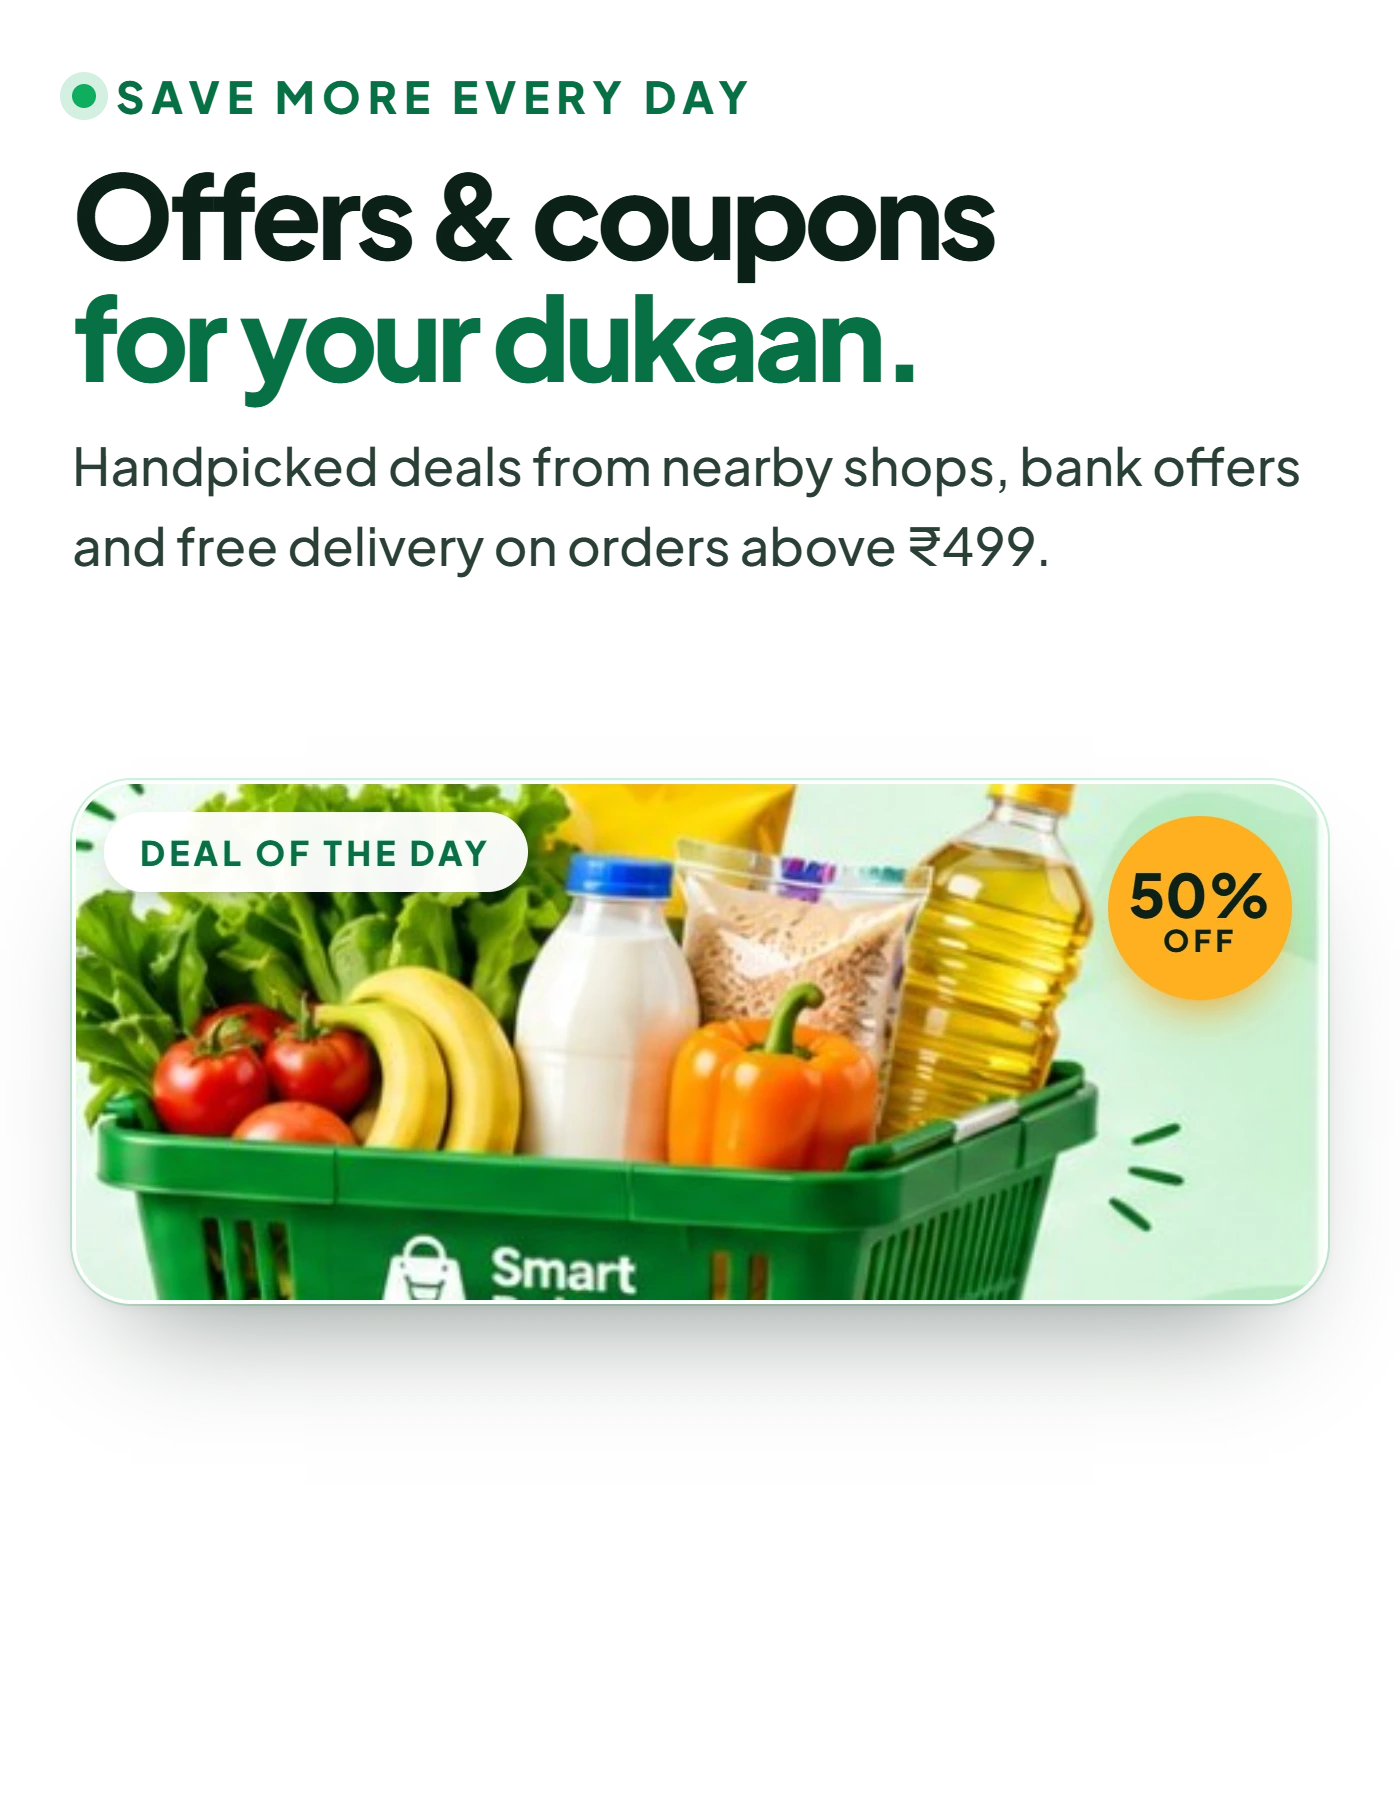 SAVE MORE EVERY DAY
Offers & coupons
for your dukaan.
Handpicked deals from nearby shops, bank offers
and free delivery on orders above ₹499.
DEAL OF THE DAY
50%
OFF
Smart